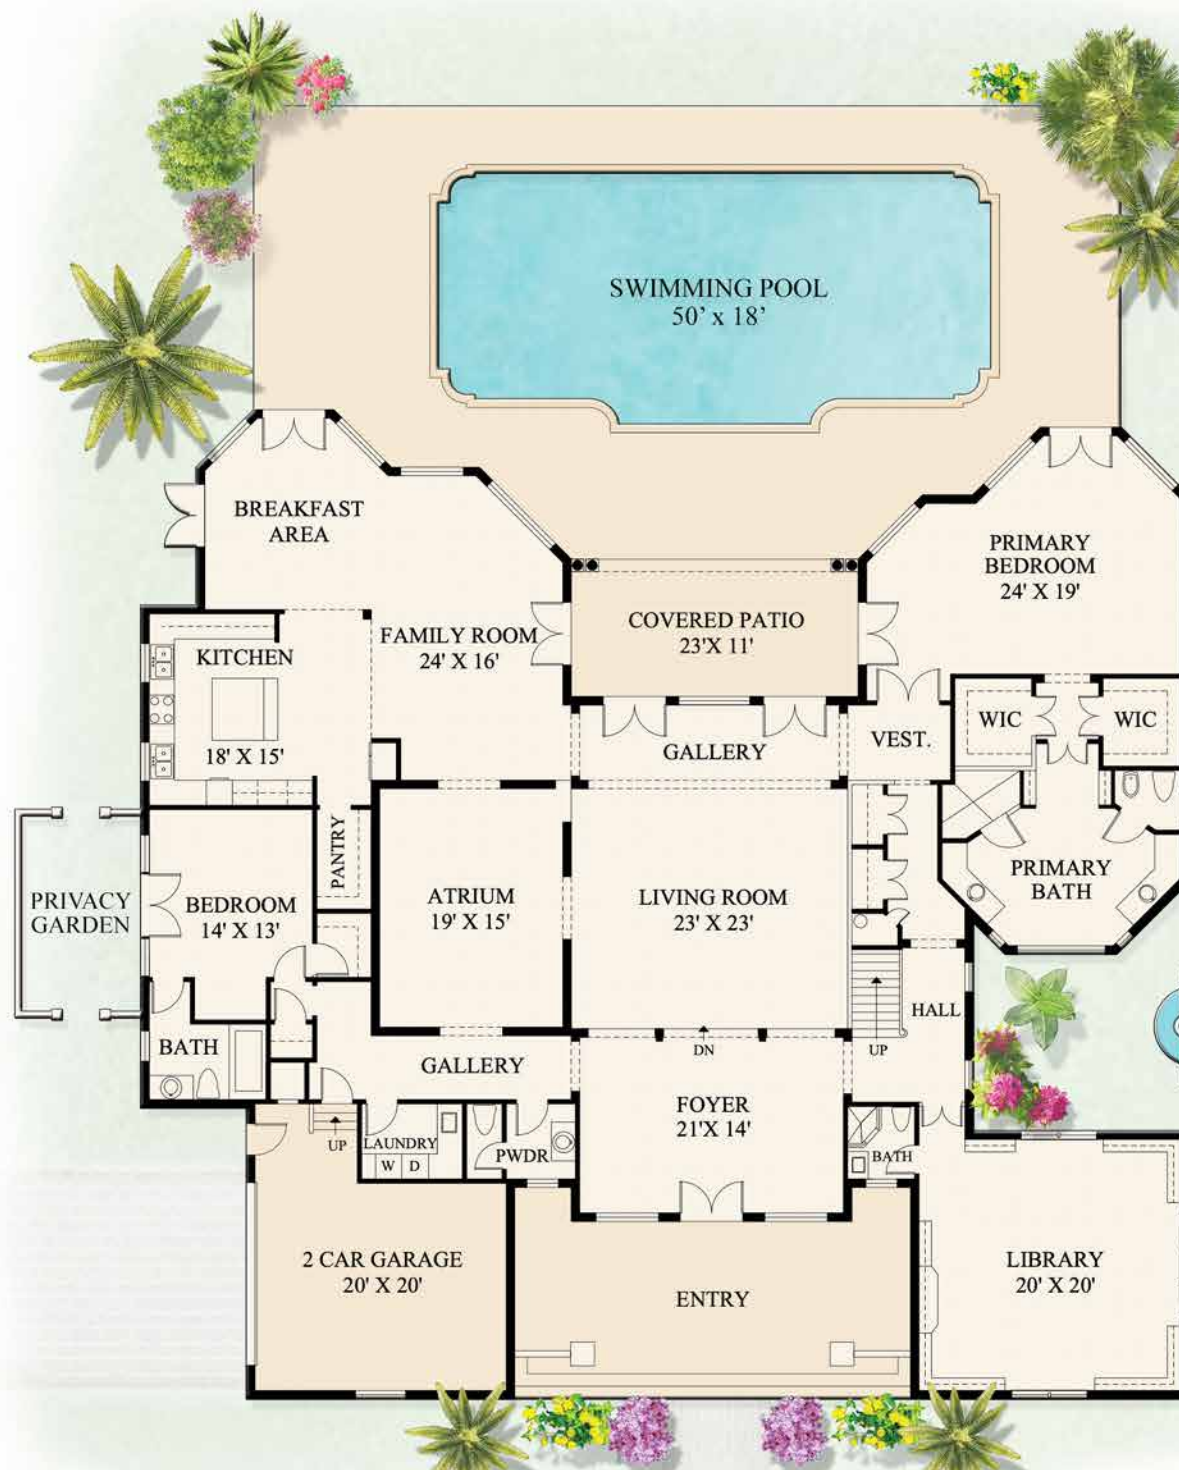 SWIMMING POOL
50' x 18'
BREAKFAST
AREA
PRIMARY
BEDROOM
24' X 19'
COVERED PATIO
23'X 11'
FAMILY ROOM
24' X 16'
KITCHEN
18' X 15'
WIC
WIC
GALLERY
VEST.
PANTRY
PRIMARY
BATH
PRIVACY
GARDEN
BEDROOM
14' X 13'
ATRIUM
19' X 15'
LIVING ROOM
23' X 23'
HALL
BATH
DN
UP
GALLERY
FOYER
21'X 14'
UP
LAUNDRY
W D
PWDR
BATH
2 CAR GARAGE
20' X 20'
ENTRY
LIBRARY
20' X 20'